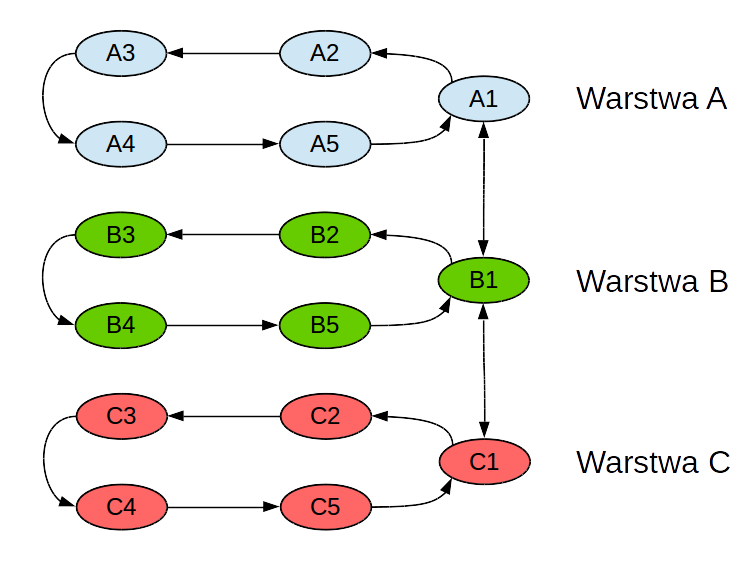 A3
A2
A1
Warstwa A
A4
A5
B3
B2
B1
Warstwa B
B4
B5
C3
C2
C1
Warstwa C
C4
C5